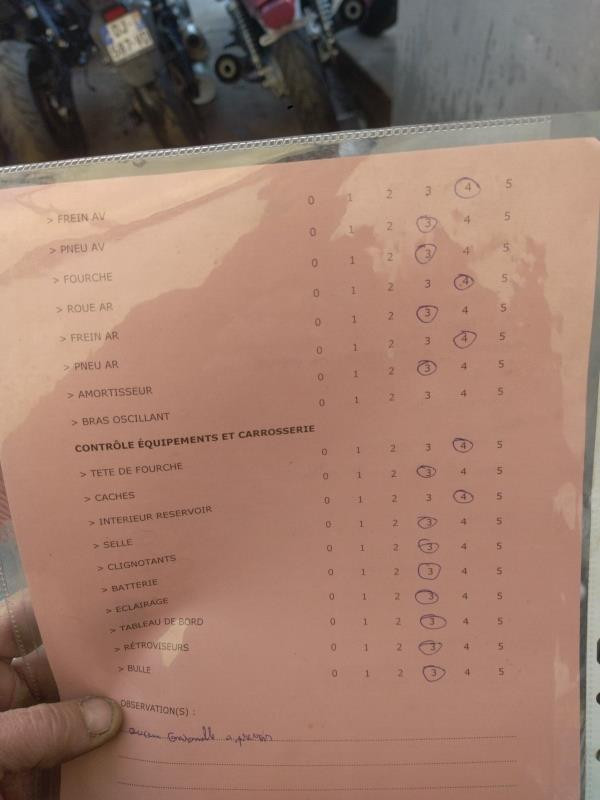 > FREIN AV 0 1 2 3 4 5
> PNEU AV 0 1 2 3 4 5
> FOURCHE 0 1 2 3 4 5
> ROUE AR 0 1 2 3 4 5
> FREIN AR 0 1 2 3 4 5
> PNEU AR 0 1 2 3 4 5
> AMORTISSEUR 0 1 2 3 4 5
> BRAS OSCILLANT 0 1 2 3 4 5
CONTRÔLE ÉQUIPEMENTS ET CARROSSERIE
> TETE DE FOURCHE 0 1 2 3 4 5
> CACHES 0 1 2 3 4 5
> INTERIEUR RESERVOIR 0 1 2 3 4 5
> SELLE 0 1 2 3 4 5
> CLIGNOTANTS 0 1 2 3 4 5
> BATTERIE 0 1 2 3 4 5
> ECLAIRAGE 0 1 2 3 4 5
> TABLEAU DE BORD 0 1 2 3 4 5
> RÉTROVISEURS 0 1 2 3 4 5
> BULLE 0 1 2 3 4 5
OBSERVATION(S) :
aucun a prévoir